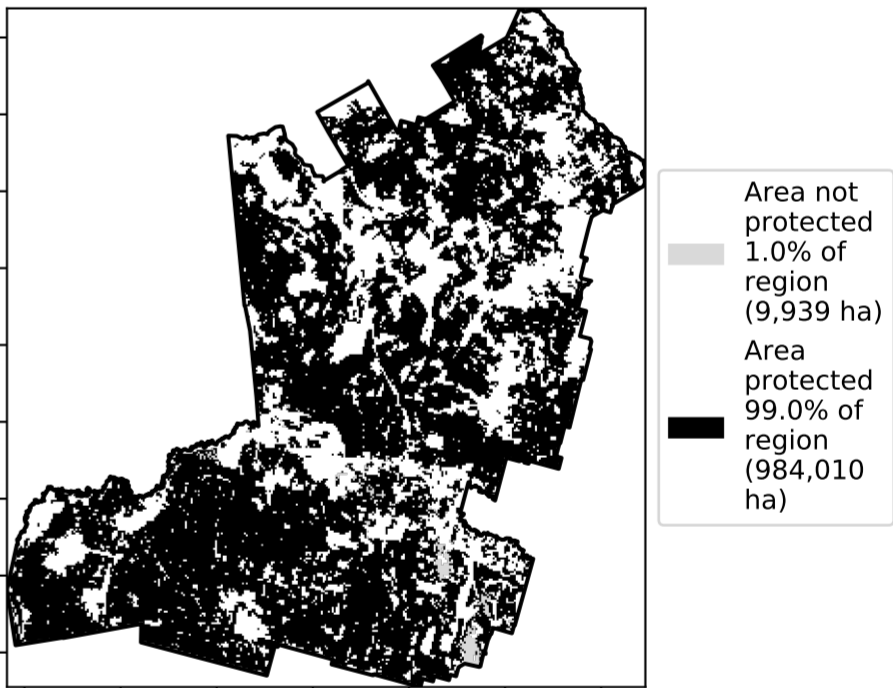 Area not
protected
1.0% of
region
(9,939 ha)
Area
protected
99.0% of
region
(984,010
ha)